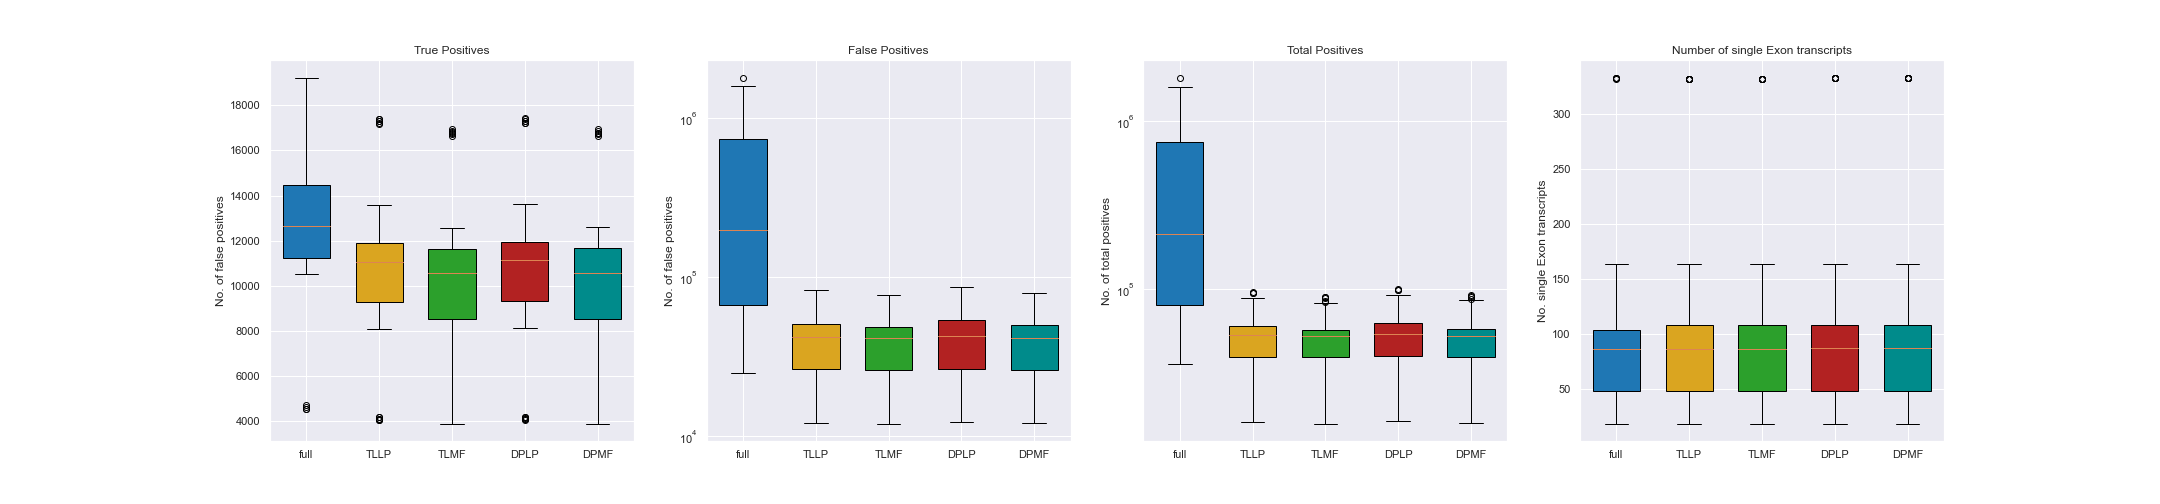 True Positives
No. of false positives
18000
16000
14000
12000
10000
8000
6000
4000
full TLLP TLMF DPLP DPMF
False Positives
No. of false positives
10^6
10^5
10^4
full TLLP TLMF DPLP DPMF
Total Positives
No. of total positives
10^6
10^5
full TLLP TLMF DPLP DPMF
Number of single Exon transcripts
No. single Exon transcripts
300
250
200
150
100
50
full TLLP TLMF DPLP DPMF